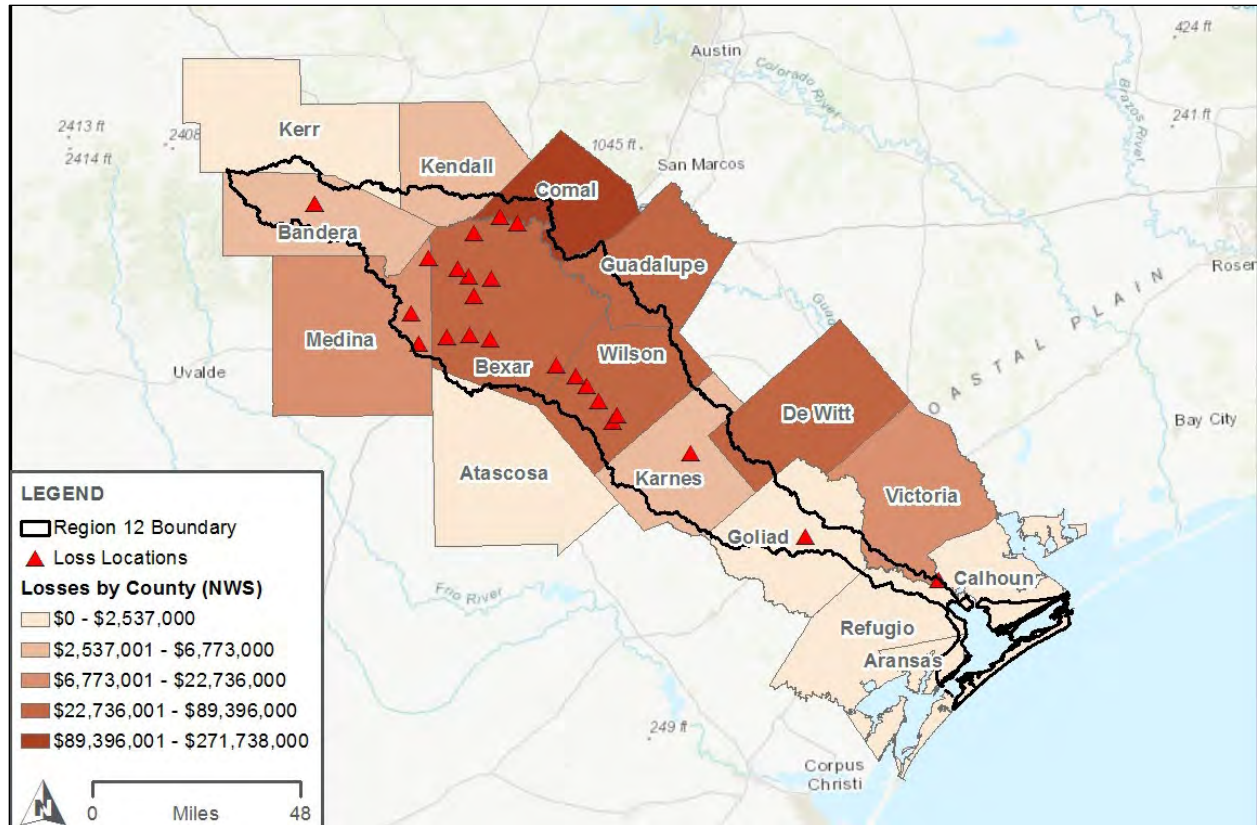 424 ft
Austin
Colorado River
Brazos River
2413 ft
2408
Kerr
1045 ft
241 ft
2414 ft
Kendall
San Marcos
Comal
Bandera
Guadalupe
Rosen
Medina
Wilson
Uvalde
Bexar
OASTAL PLAIN
De Witt
Bay City
Atascosa
Karnes
Victoria
Goliad
Calhoun
Frio River
Refugio
Aransas
249 ft
Corpus
Christi
LEGEND
Region 12 Boundary
Loss Locations
Losses by County (NWS)
$0 - $2,537,000
$2,537,001 - $6,773,000
$6,773,001 - $22,736,000
$22,736,001 - $89,396,000
$89,396,001 - $271,738,000
N
0 Miles 48